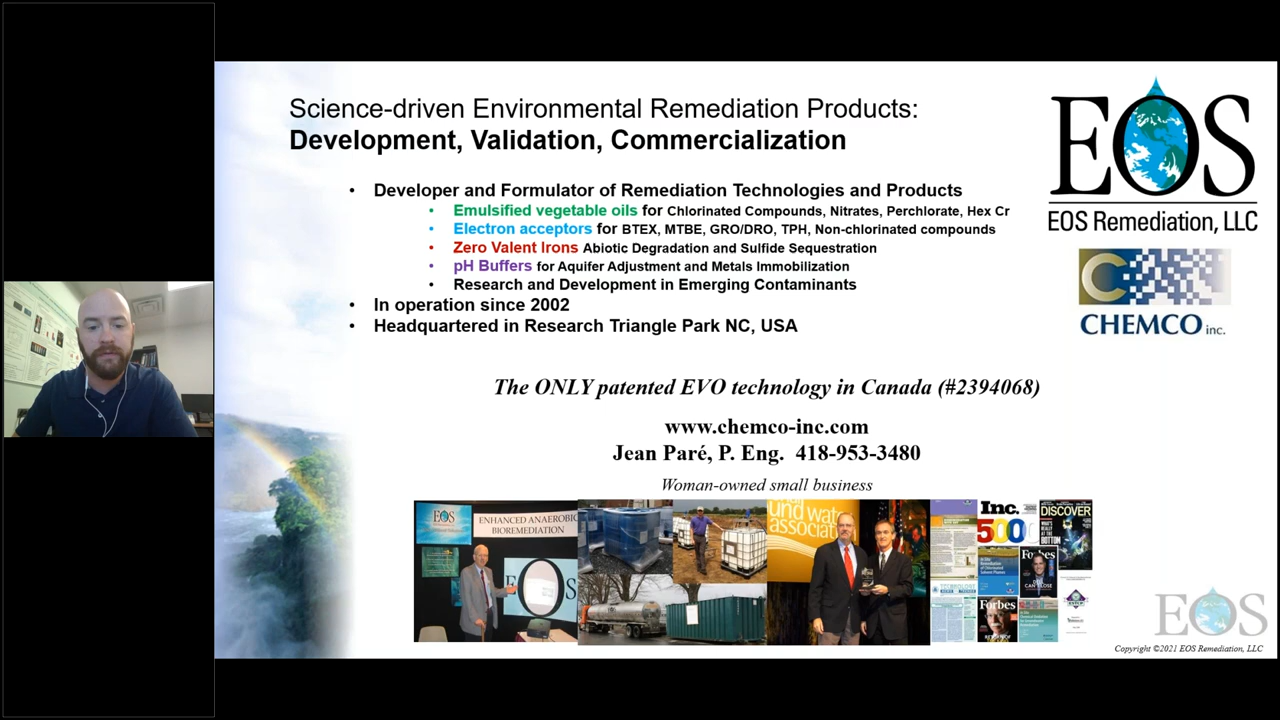 Science-driven Environmental Remediation Products:
Development, Validation, Commercialization
• Developer and Formulator of Remediation Technologies and Products
• Emulsified vegetable oils for Chlorinated Compounds, Nitrates, Perchlorate, Hex Cr
• Electron acceptors for BTEX, MTBE, GRO/DRO, TPH, Non-chlorinated compounds
• Zero Valent Irons Abiotic Degradation and Sulfide Sequestration
• pH Buffers for Aquifer Adjustment and Metals Immobilization
• Research and Development in Emerging Contaminants
• In operation since 2002
• Headquartered in Research Triangle Park NC, USA
EOS
EOS Remediation, LLC
C
CHEMCO inc.
The ONLY patented EVO technology in Canada (#2394068)
www.chemco-inc.com
Jean Paré, P. Eng. 418-953-3480
Woman-owned small business
EOS
ENHANCED ANAEROBIC
BIOREMEDIATION
EOS
und wat
association
Inc.
5000
DISCOVER
Forbes
Forbes
EOS
Copyright ©2021 EOS Remediation, LLC